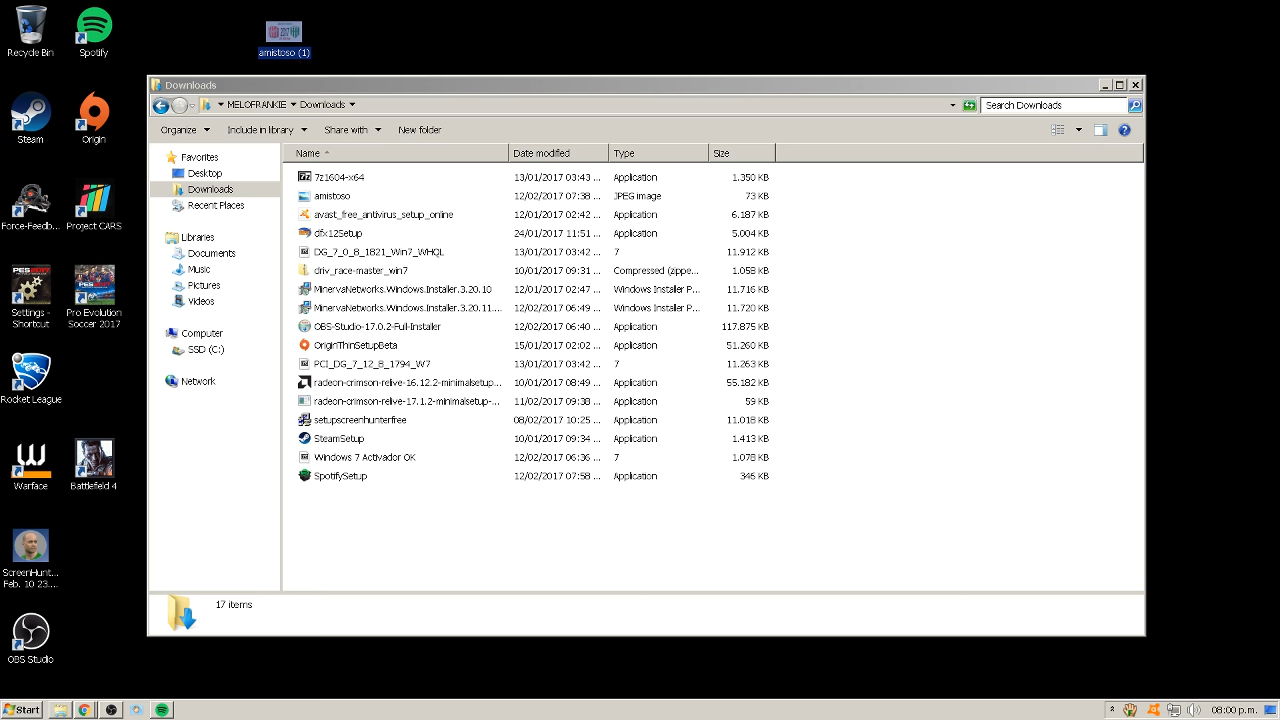 Recycle Bin
Spotify
2017
amistoso (1)
Steam
Origin
Force-Feedb...
Project CARS
PES2017
Settings -
Shortcut
Pro Evolution
Soccer 2017
Rocket League
Warface
Battlefield 4
ScreenHunt...
Feb. 10 23....
OBS Studio
Downloads
MELOFRANKIE
Downloads
Search Downloads
Organize
Include in library
Share with
New folder
Favorites
Desktop
Downloads
Recent Places
Libraries
Documents
Music
Pictures
Videos
Computer
SSD (C:)
Network
Name Date modified Type Size
7z1604-x64 13/01/2017 03:43 ... Application 1.350 KB
amistoso 12/02/2017 07:38 ... JPEG image 73 KB
avast_free_antivirus_setup_online 12/01/2017 02:42 ... Application 6.187 KB
dfx12Setup 24/01/2017 11:51 ... Application 5.004 KB
DG_7_0_8_1821_Win7_WHQL 13/01/2017 03:42 ... 7 11.912 KB
driv_race-master_win7 10/01/2017 09:31 ... Compressed (zippe... 1.058 KB
MinervaNetworks.Windows.Installer.3.20.10 12/01/2017 02:47 ... Windows Installer P... 11.716 KB
MinervaNetworks.Windows.Installer.3.20.11... 12/02/2017 06:49 ... Windows Installer P... 11.720 KB
OBS-Studio-17.0.2-Full-Installer 12/02/2017 06:40 ... Application 117.875 KB
OriginThinSetupBeta 15/01/2017 02:02 ... Application 51.260 KB
PCI_DG_7_12_8_1794_W7 13/01/2017 03:42 ... 7 11.263 KB
radeon-crimson-relive-16.12.2-minimalsetup... 10/01/2017 08:49 ... Application 55.182 KB
radeon-crimson-relive-17.1.2-minimalsetup-... 11/02/2017 09:38 ... Application 59 KB
setupscreenhunterfree 08/02/2017 10:25 ... Application 11.018 KB
SteamSetup 10/01/2017 09:34 ... Application 1.413 KB
Windows 7 Activador OK 12/02/2017 06:36 ... 7 1.078 KB
SpotifySetup 12/02/2017 07:58 ... Application 346 KB
17 items
Start
08:00 p.m.